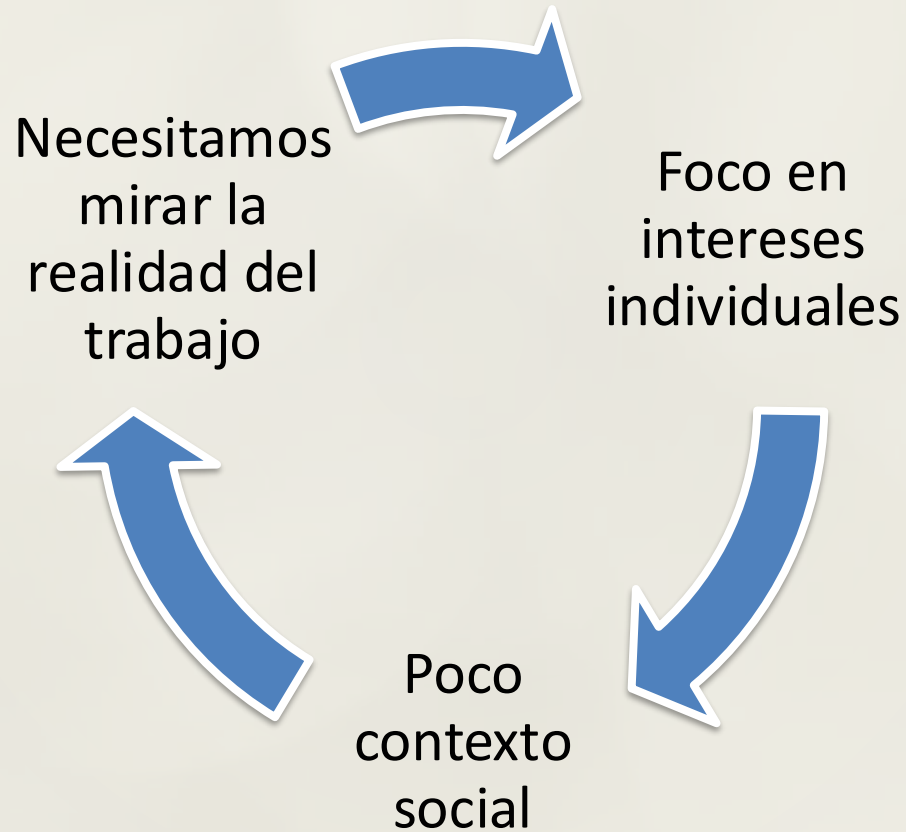 Necesitamos
mirar la
realidad del
trabajo
Foco en
intereses
individuales
Poco
contexto
social